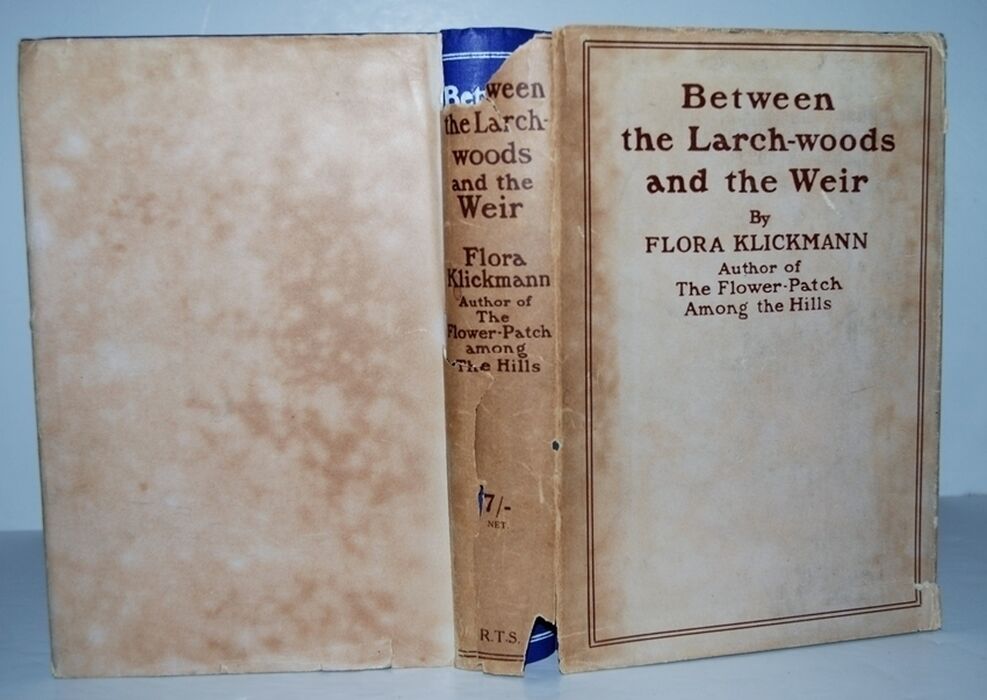 Between
the Larch-
woods
and the
Weir
Flora
Klickmann
Author of
The
Flower-Patch
among
The Hills
7/-
NET.
R.T.S.
Between
the Larch-woods
and the Weir
By
FLORA KLICKMANN
Author of
The Flower-Patch
Among the Hills